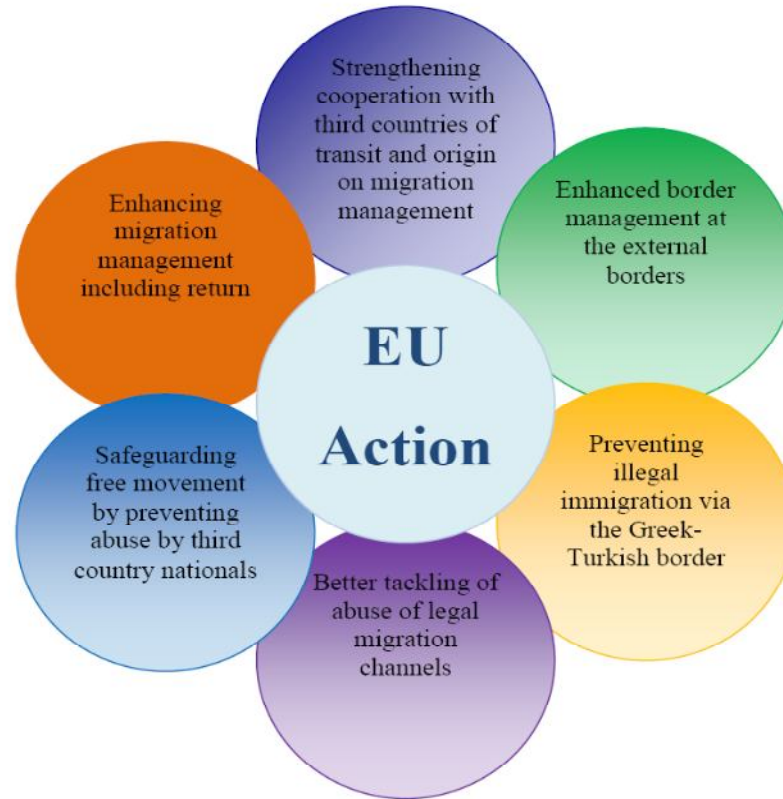 Strengthening
cooperation with
third countries of
transit and origin
on migration
management
Enhanced border
management at
the external
borders
Preventing
illegal
immigration via
the Greek-
Turkish border
Better tackling of
abuse of legal
migration
channels
Safeguarding
free movement
by preventing
abuse by third
country nationals
Enhancing
migration
management
including return
EU
Action